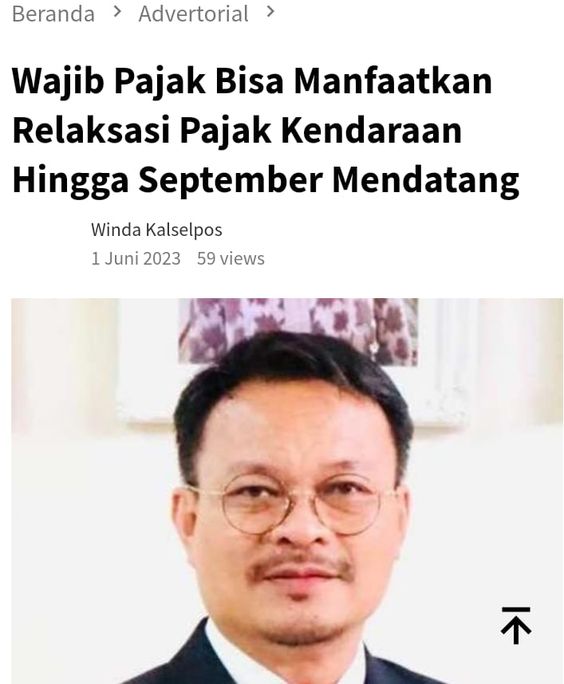 Beranda > Advertorial >
Wajib Pajak Bisa Manfaatkan
Relaksasi Pajak Kendaraan
Hingga September Mendatang
Winda Kalselpos
1 Juni 2023 59 views